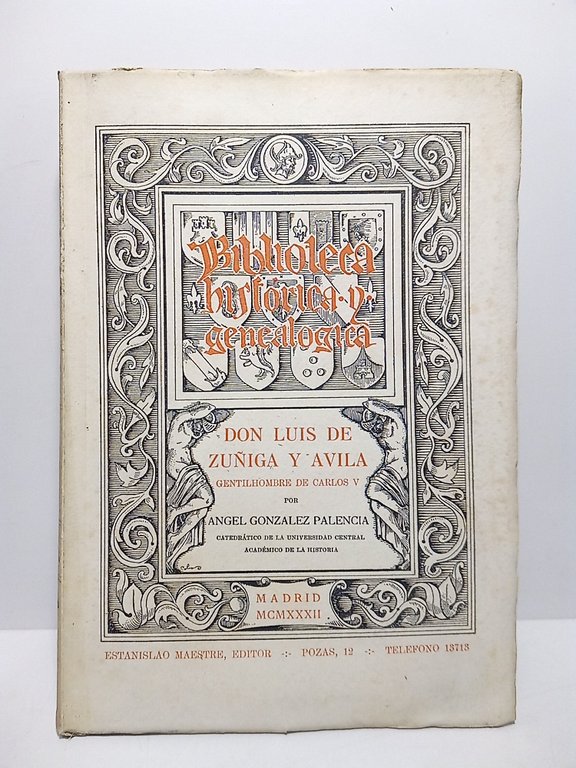 Biblioteca
histórica·y·
genealogica
DON LUIS DE
ZUÑIGA Y AVILA
GENTILHOMBRE DE CARLOS V
POR
ANGEL GONZALEZ PALENCIA
CATEDRÁTICO DE LA UNIVERSIDAD CENTRAL
ACADÉMICO DE LA HISTORIA
MADRID
MCMXXXII
ESTANISLAO MAESTRE, EDITOR -:- POZAS, 12 -:- TELEFONO 13713